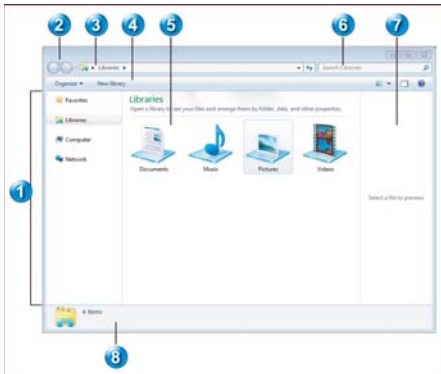 2 3 4 5 6 7
Libraries
Search Libraries
Organize New library
Favorites
Libraries
Computer
Network
Libraries
Open a library to see your files and arrange them by folder, date, and other properties.
Documents Music Pictures Videos
Select a file to preview.
1
4 items
8